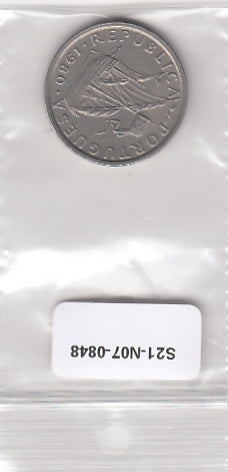 1980 · REPUBLICA · PORTUGUESA ·
S21-N07-0848